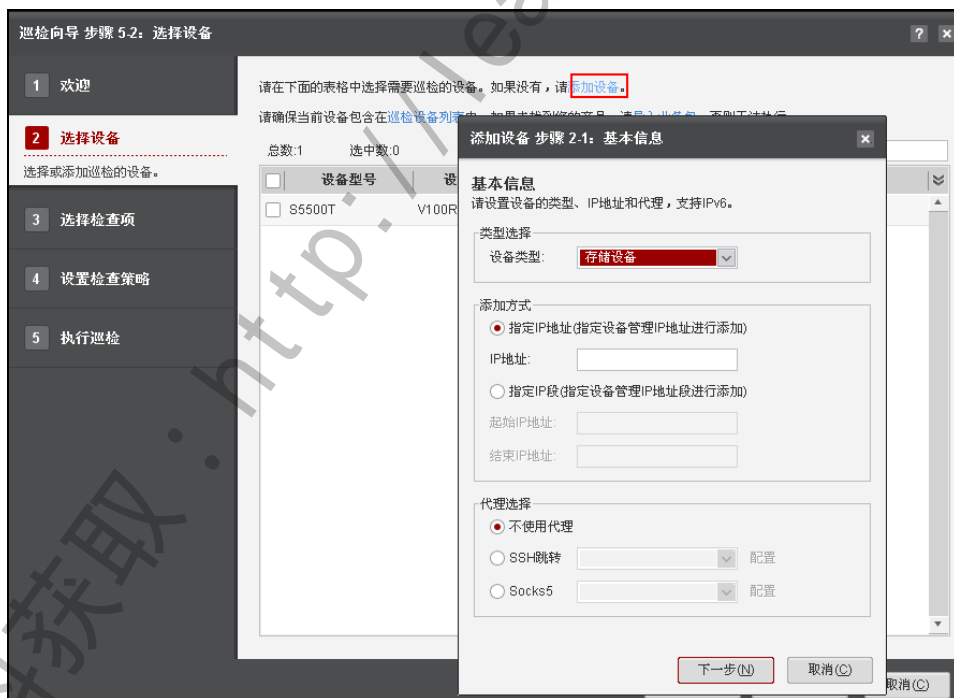 巡检向导 步骤 5-2：选择设备
1 欢迎
2 选择设备
选择或添加巡检的设备。
3 选择检查项
4 设置检查策略
5 执行巡检
请在下面的表格中选择需要巡检的设备。如果没有，请添加设备。
请确保当前设备包含在巡检设备列表中
总数:1 选中数:0
设备型号
设
S5500T
V100R
添加设备 步骤 2-1：基本信息
基本信息
请设置设备的类型、IP地址和代理，支持IPv6。
类型选择
设备类型:
存储设备
添加方式
指定IP地址(指定设备管理IP地址进行添加)
IP地址:
指定IP段(指定设备管理IP地址段进行添加)
起始IP地址:
结束IP地址:
代理选择
不使用代理
SSH跳转
配置
Socks5
配置
下一步(N)
取消(C)
取消(C)
获取：http://lea